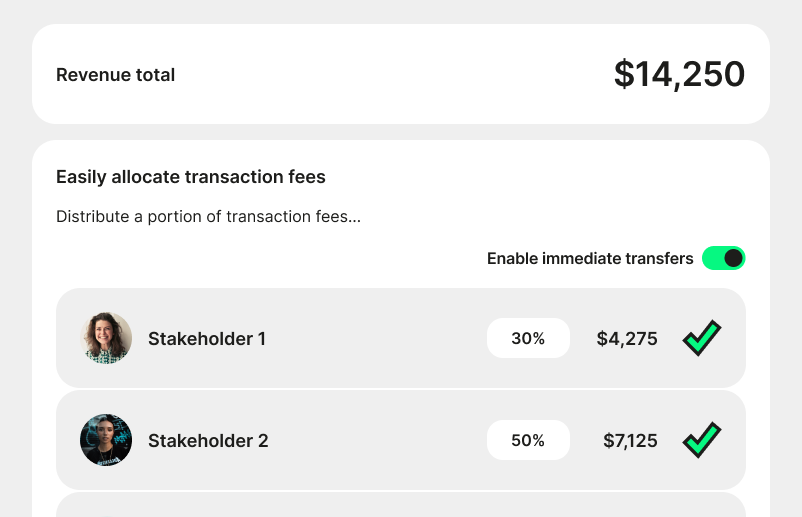 Revenue total
$14,250
Easily allocate transaction fees
Distribute a portion of transaction fees...
Enable immediate transfers
Stakeholder 1
30%
$4,275
Stakeholder 2
50%
$7,125